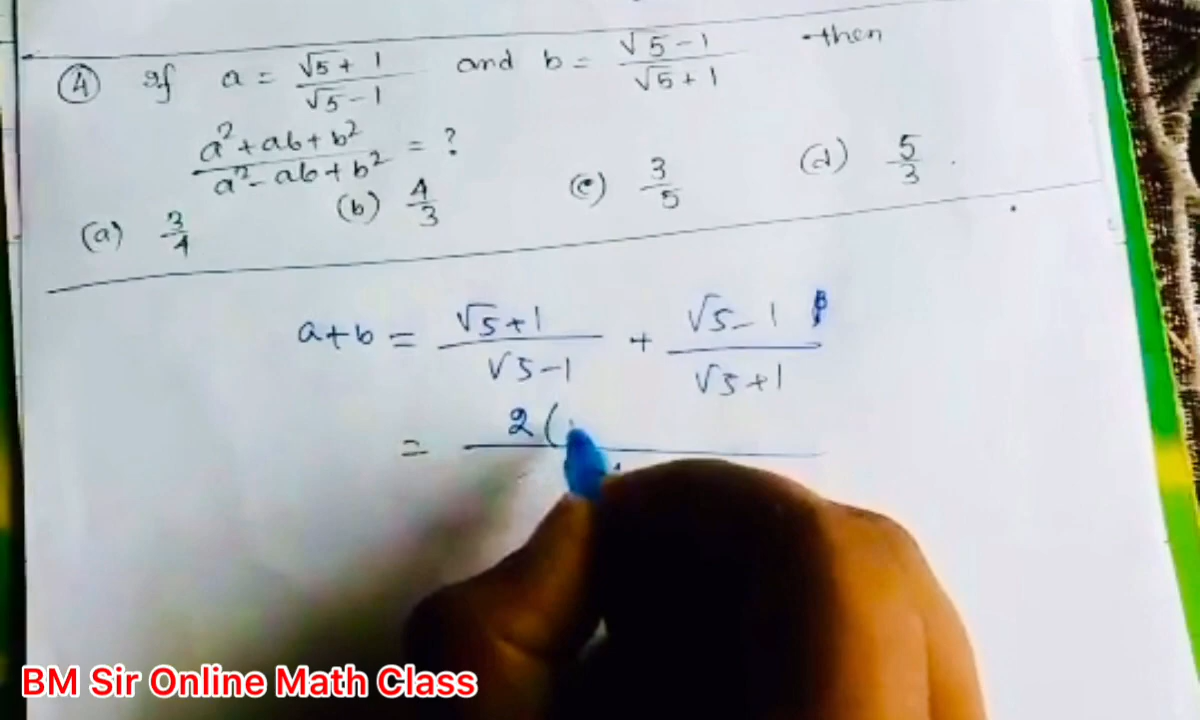 ④ If a = √5+1/√5-1 and b = √5-1/√5+1 then
a²+ab+b²/a²-ab+b² = ?
(a) 3/4 (b) 4/3 (c) 3/5 (d) 5/3.
a+b = √5+1/√5-1 + √5-1/√5+1
= 2(
BM Sir Online Math Class